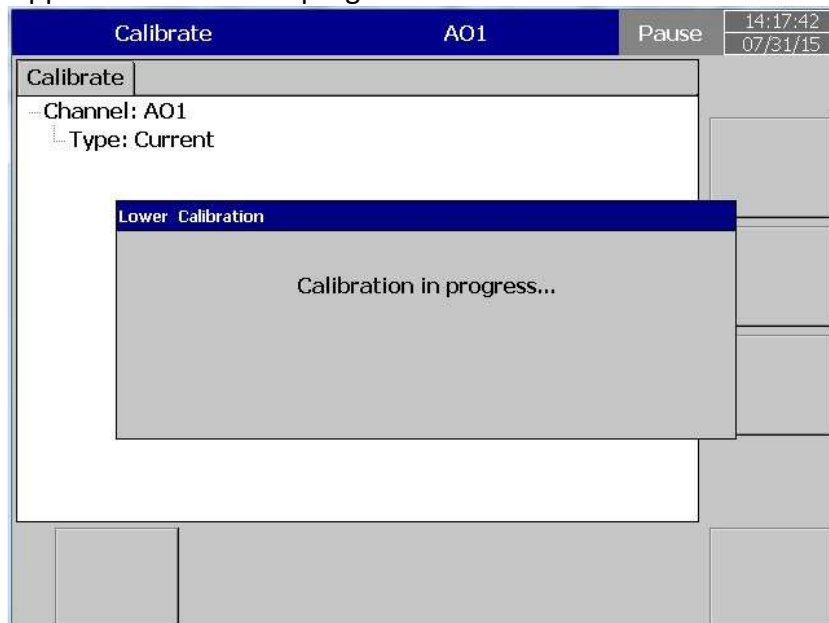 Calibrate AO1 Pause 14:17:42
07/31/15
Calibrate
Channel: AO1
Type: Current
Lower Calibration
Calibration in progress...